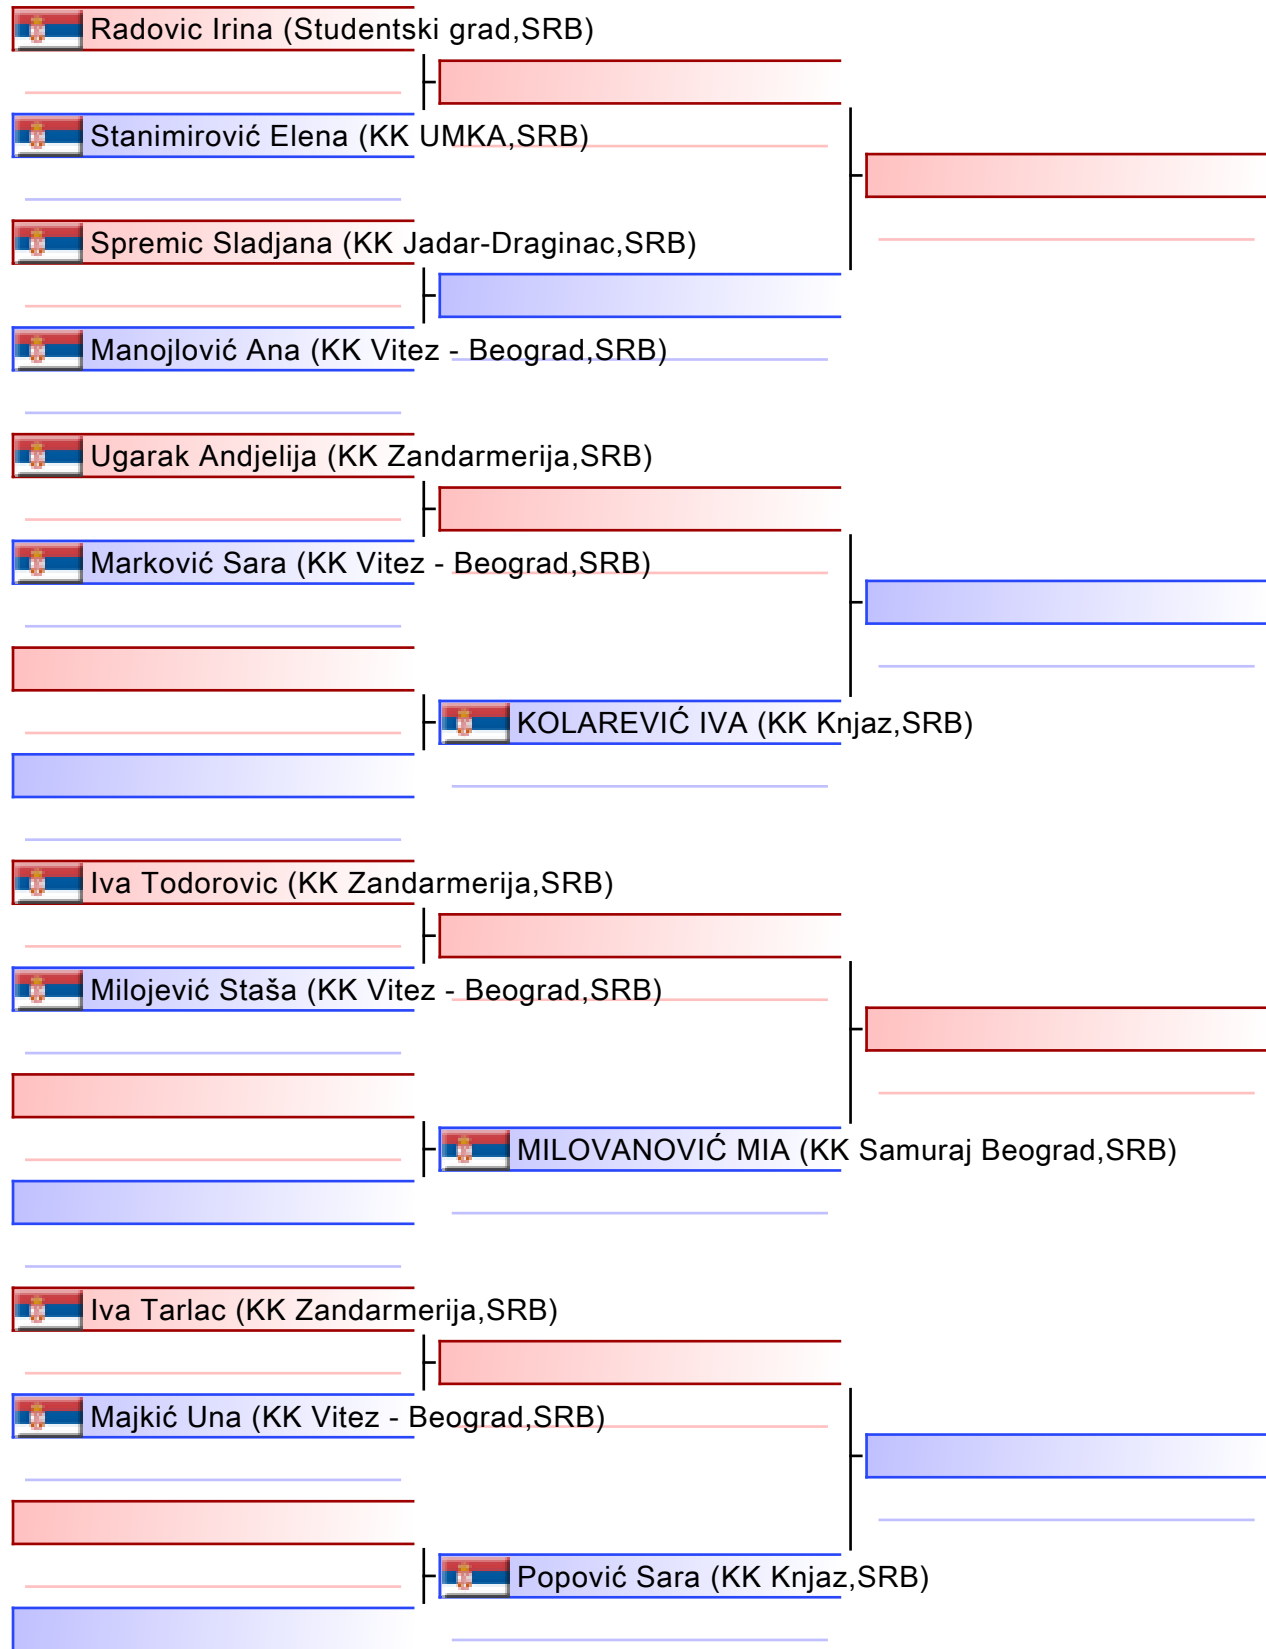 Radovic Irina (Studentski grad,SRB)
Stanimirović Elena (KK UMKA,SRB)
Spremic Sladjana (KK Jadar-Draginac,SRB)
Manojlović Ana (KK Vitez - Beograd,SRB)
Ugarak Andjelija (KK Zandarmerija,SRB)
Marković Sara (KK Vitez - Beograd,SRB)
KOLAREVIĆ IVA (KK Knjaz,SRB)
Iva Todorovic (KK Zandarmerija,SRB)
Milojević Staša (KK Vitez - Beograd,SRB)
MILOVANOVIĆ MIA (KK Samuraj Beograd,SRB)
Iva Tarlac (KK Zandarmerija,SRB)
Majkić Una (KK Vitez - Beograd,SRB)
Popović Sara (KK Knjaz,SRB)